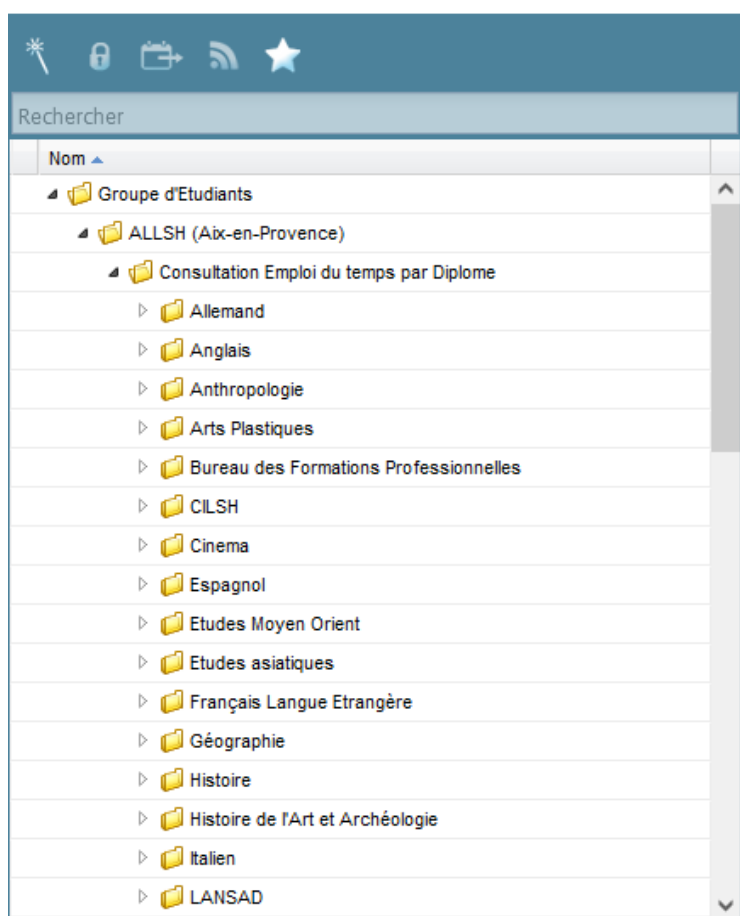 Rechercher
Nom
Groupe d'Etudiants
ALLSH (Aix-en-Provence)
Consultation Emploi du temps par Diplome
Allemand
Anglais
Anthropologie
Arts Plastiques
Bureau des Formations Professionnelles
CILSH
Cinema
Espagnol
Etudes Moyen Orient
Etudes asiatiques
Français Langue Etrangère
Géographie
Histoire
Histoire de l'Art et Archéologie
Italien
LANSAD